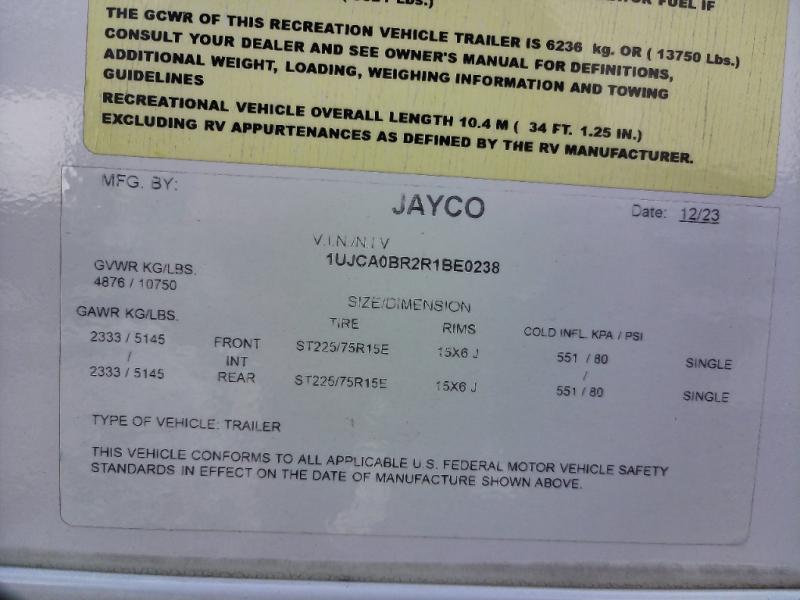 LBS.)
FUEL IF
THE GCWR OF THIS RECREATION VEHICLE TRAILER IS 6236 kg. OR ( 13750 Lbs.)
CONSULT YOUR DEALER AND SEE OWNER'S MANUAL FOR DEFINITIONS,
ADDITIONAL WEIGHT, LOADING, WEIGHING INFORMATION AND TOWING
GUIDELINES
RECREATIONAL VEHICLE OVERALL LENGTH 10.4 M ( 34 FT. 1.25 IN.)
EXCLUDING RV APPURTENANCES AS DEFINED BY THE RV MANUFACTURER.
MFG. BY:
JAYCO
Date: 12/23
V.I.N./N.I V
1UJCA0BR2R1BE0238
GVWR KG/LBS.
4876 / 10750
SIZE/DIMENSION
GAWR KG/LBS. TIRE RIMS COLD INFL. KPA / PSI
2333 / 5145 FRONT ST225/75R15E 15X6 J 551 / 80 SINGLE
/ INT /
2333 / 5145 REAR ST225/75R15E 15X6 J 551 / 80 SINGLE
TYPE OF VEHICLE: TRAILER
THIS VEHICLE CONFORMS TO ALL APPLICABLE U.S. FEDERAL MOTOR VEHICLE SAFETY
STANDARDS IN EFFECT ON THE DATE OF MANUFACTURE SHOWN ABOVE.